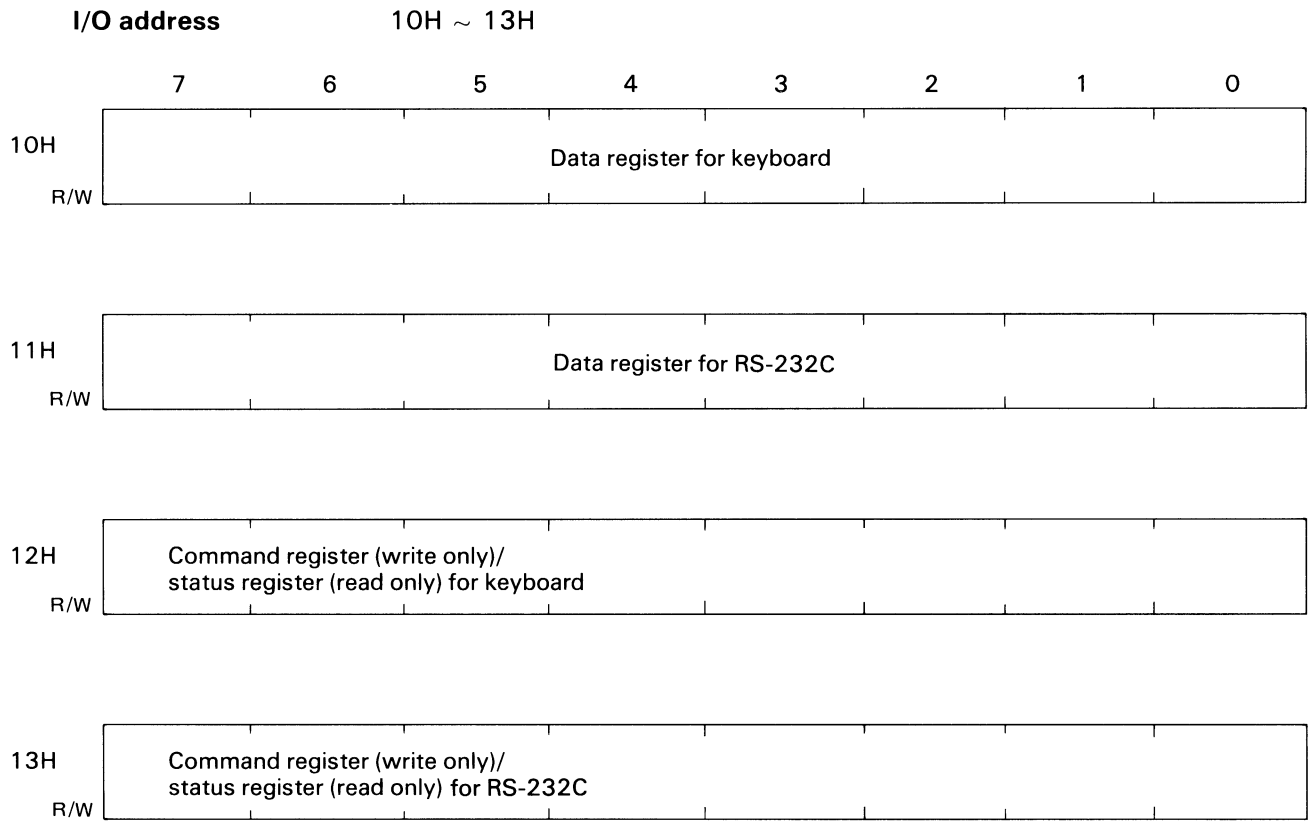 I/O address 10H ~ 13H
7 6 5 4 3 2 1 0
10H
Data register for keyboard
R/W
11H
Data register for RS-232C
R/W
12H
Command register (write only)/
status register (read only) for keyboard
R/W
13H
Command register (write only)/
status register (read only) for RS-232C
R/W